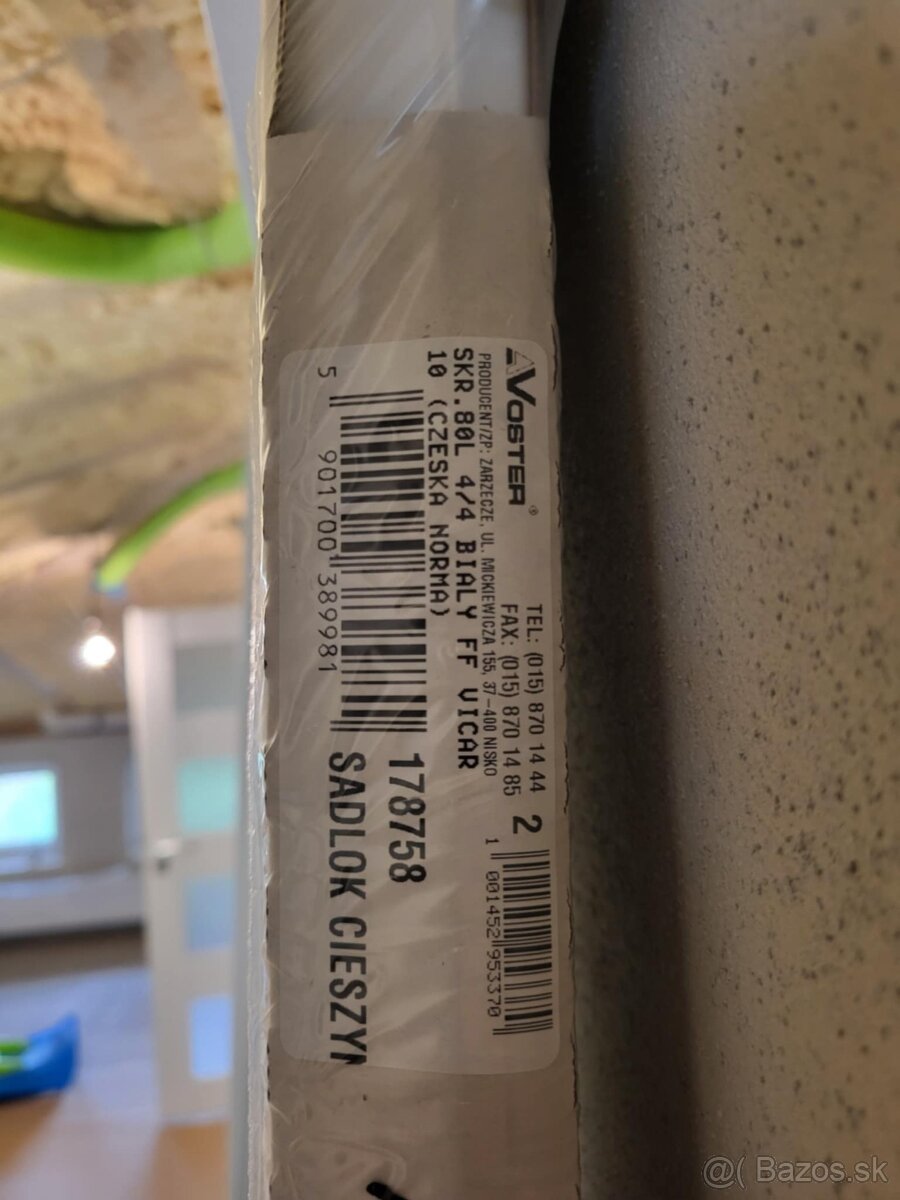 VOSTER®
TEL: (015) 870 14 44
FAX: (015) 870 14 85
2
PRODUCENT/ZP: ZARZECZE, UL. MICKIEWICZA 155, 37-400 NISKO
SKR.80L 4/4 BIALY FF VICAR
10 (CZESKA NORMA)
1 001452 953370
5 901700 389981
178758
SADLOK CIESZYN
@( Bazos.sk